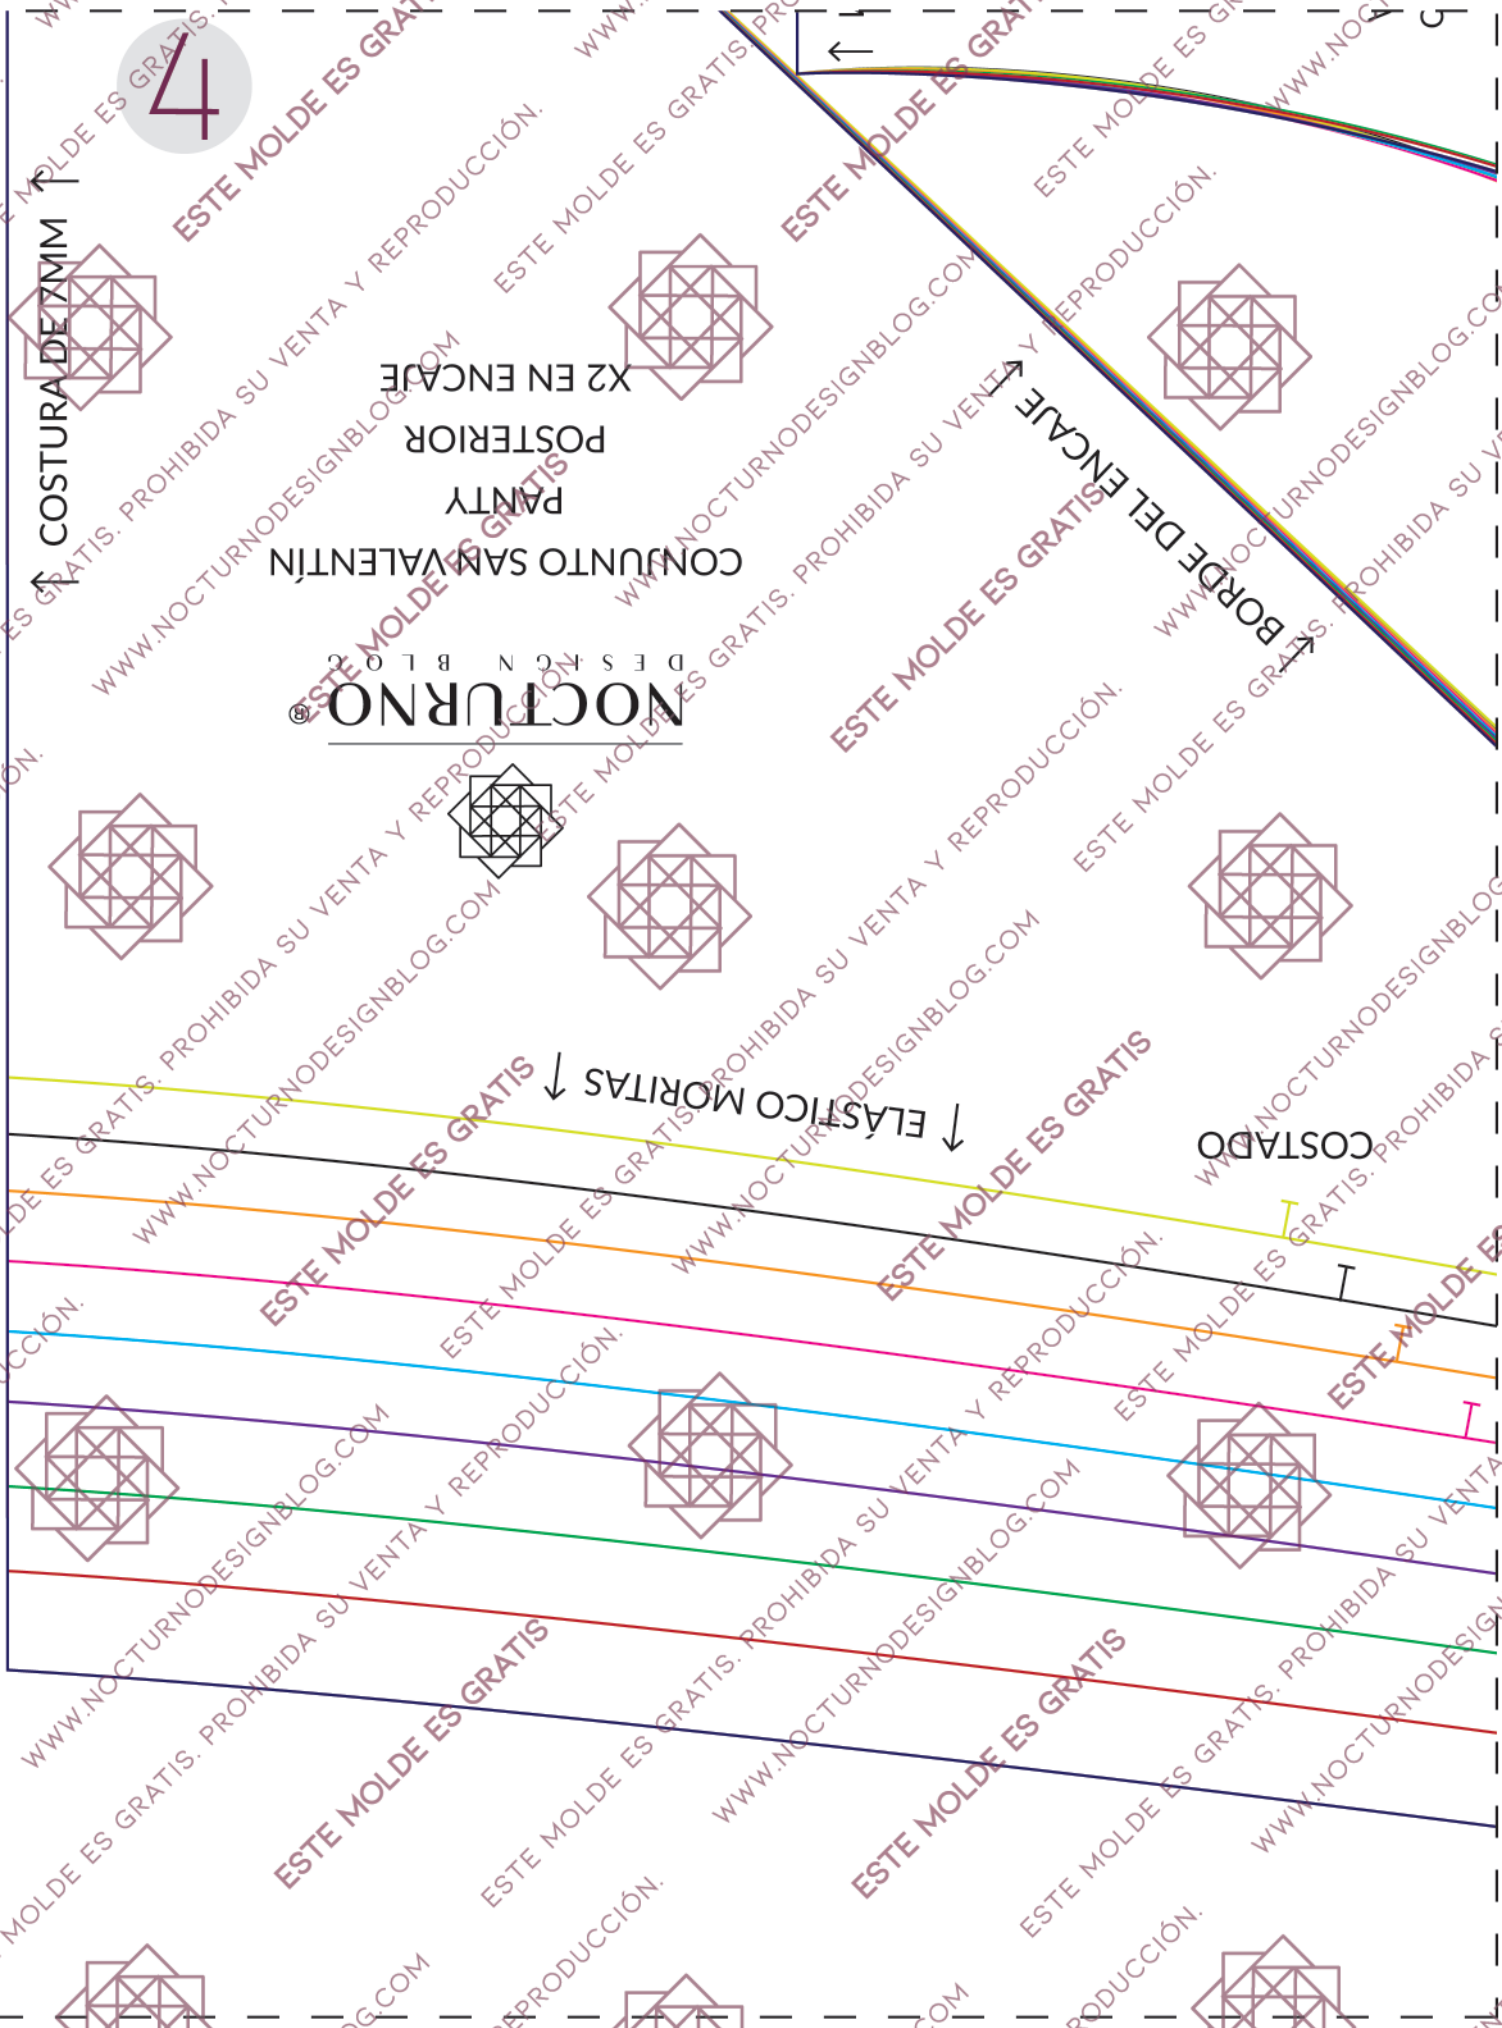 4
← COSTURA DE 7MM ←
X2 EN ENCAJE
POSTERIOR
PANTY
CONJUNTO SAN VALENTÍN
DESIGN BLOG
NOCTURNO®
BORDE DEL ENCAJE
ELÁSTICO MORITAS
COSTADO
ESTE MOLDE ES GRATIS
ESTE MOLDE ES GRATIS. PROHIBIDA SU VENTA Y REPRODUCCIÓN.
WWW.NOCTURNODESIGNBLOG.COM